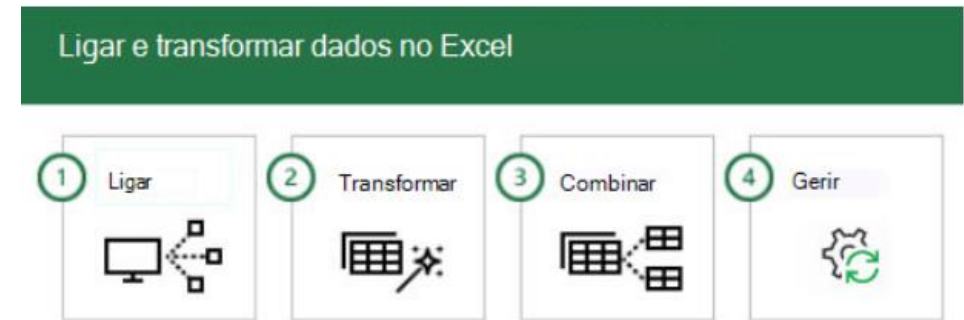 Ligar e transformar dados no Excel
1 Ligar
2 Transformar
3 Combinar
4 Gerir